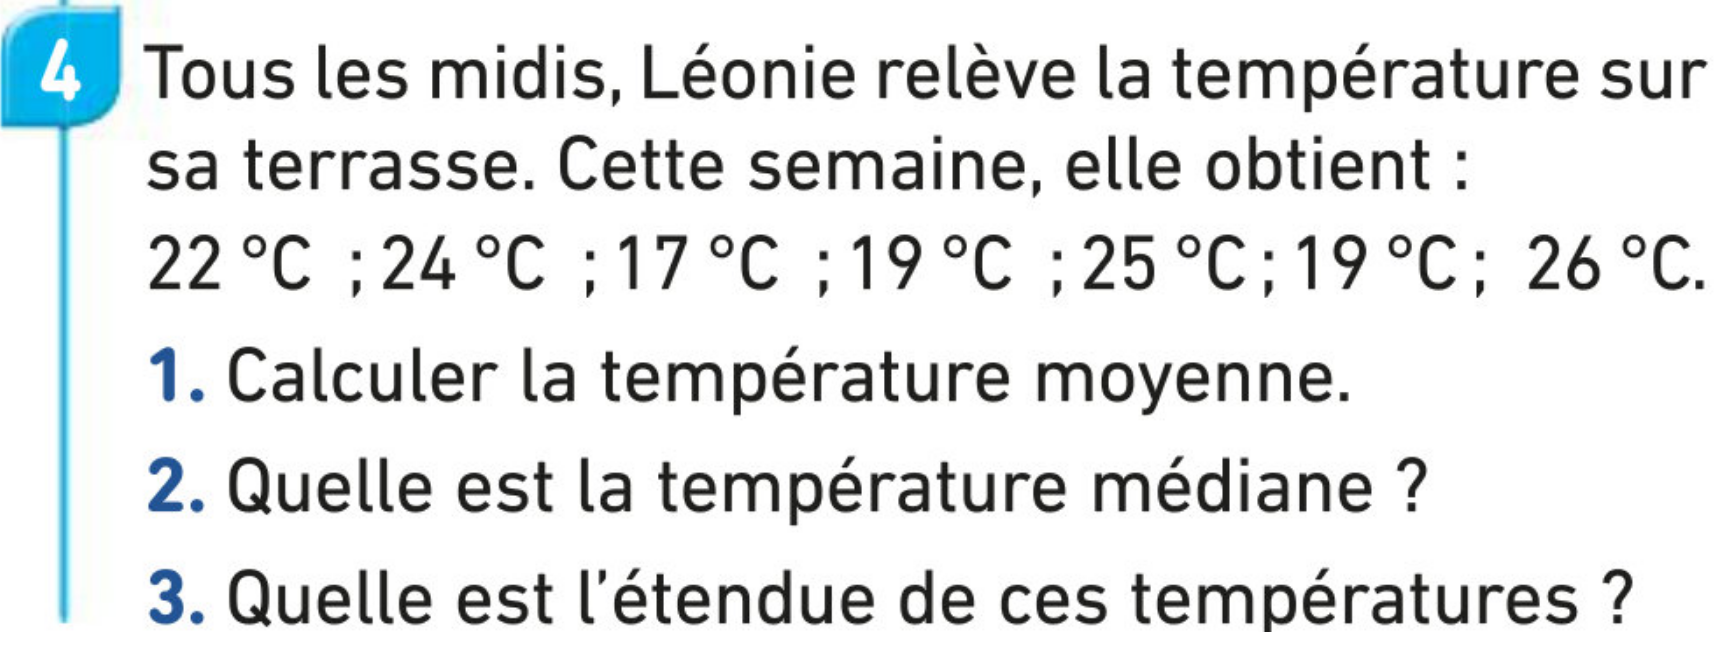 4 Tous les midis, Léonie relève la température sur
sa terrasse. Cette semaine, elle obtient :
22 °C ; 24 °C ; 17 °C ; 19 °C ; 25 °C ; 19 °C ; 26 °C.
1. Calculer la température moyenne.
2. Quelle est la température médiane ?
3. Quelle est l’étendue de ces températures ?